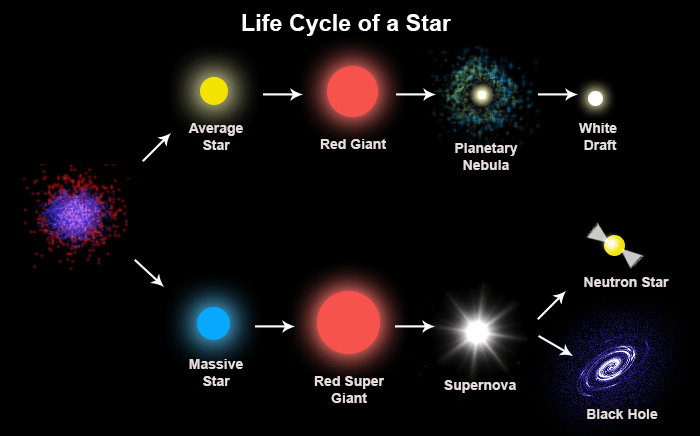 Life Cycle of a Star
Average
Star
Red Giant
Planetary
Nebula
White
Draft
Neutron Star
Massive
Star
Red Super
Giant
Supernova
Black Hole